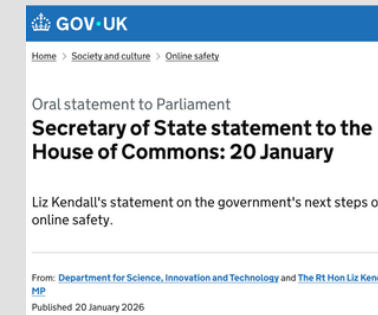 GOV·UK
Home > Society and culture > Online safety
Oral statement to Parliament
Secretary of State statement to the
House of Commons: 20 January
Liz Kendall's statement on the government's next steps
online safety.
From: Department for Science, Innovation and Technology and The Rt Hon Liz
MP
Published 20 January 2026